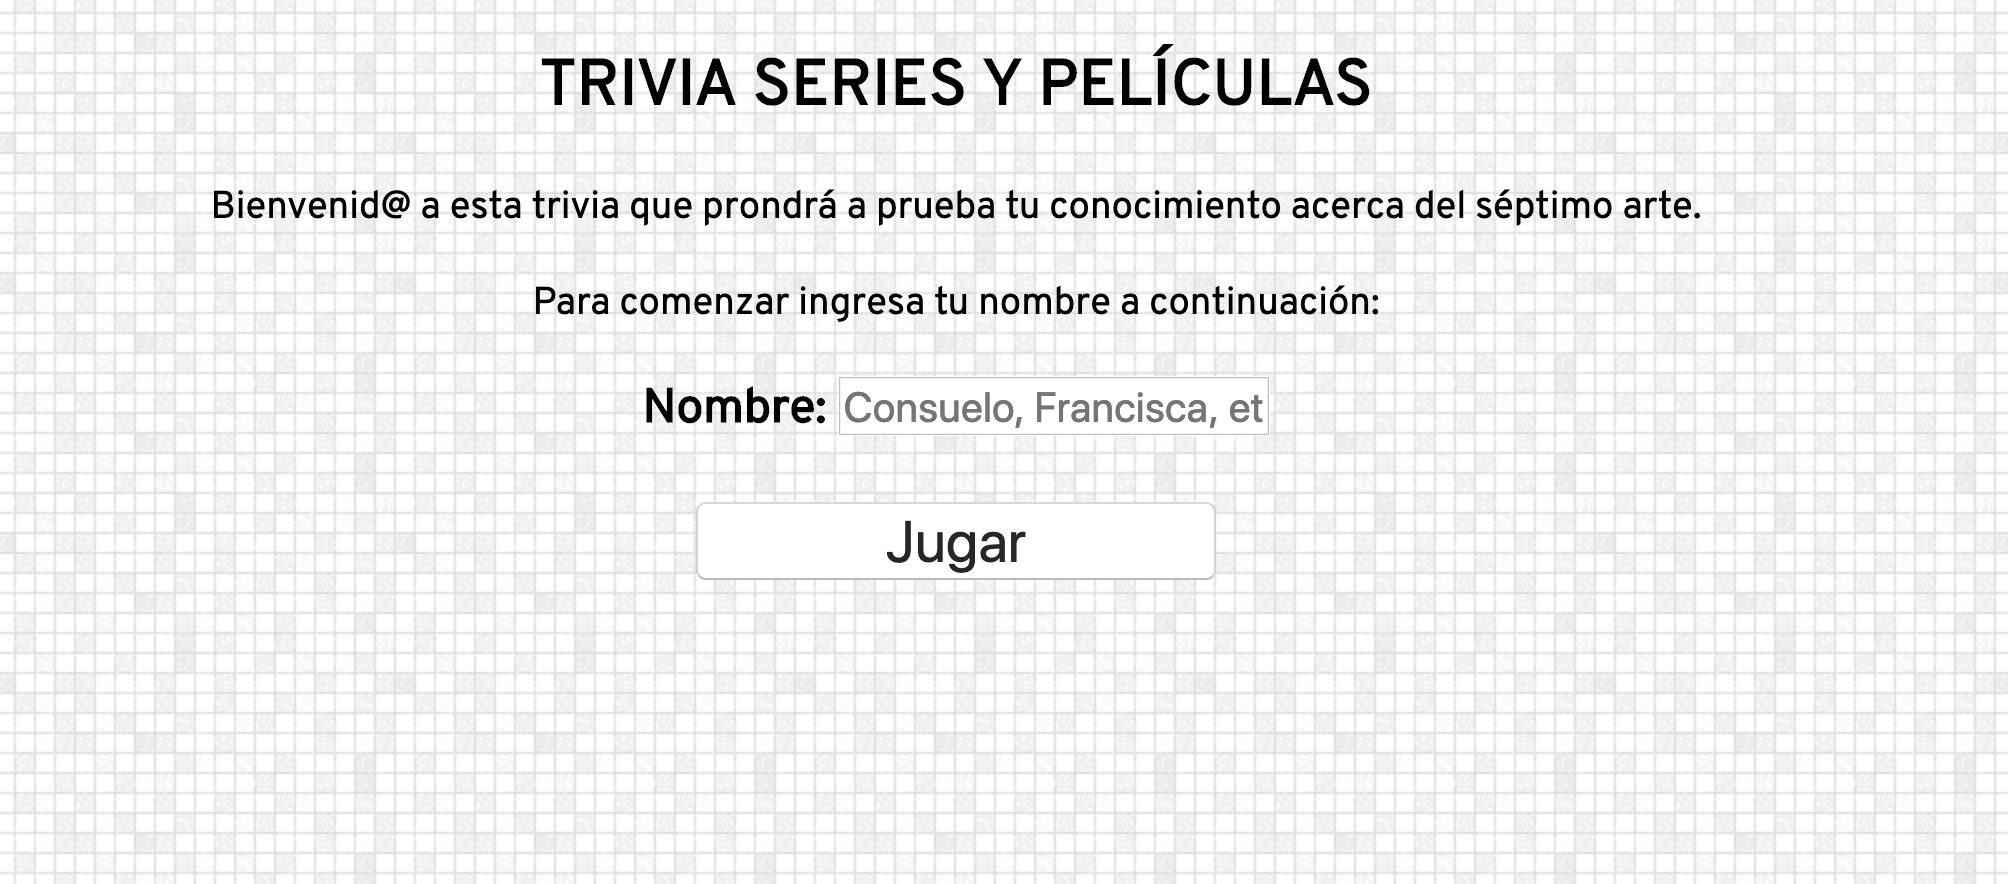 TRIVIA SERIES Y PELÍCULAS
Bienvenid@ a esta trivia que prondrá a prueba tu conocimiento acerca del séptimo arte.
Para comenzar ingresa tu nombre a continuación:
Nombre: Consuelo, Francisca, et
Jugar